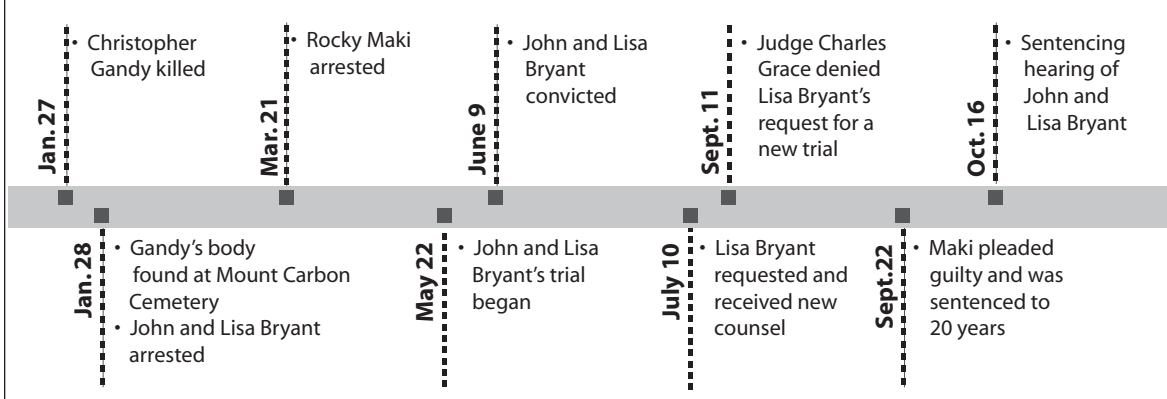 Jan. 27
• Christopher
Gandy killed
Jan. 28
• Gandy's body
found at Mount Carbon
Cemetery
• John and Lisa Bryant
arrested
Mar. 21
• Rocky Maki
arrested
May 22
• John and Lisa
Bryant's trial
began
June 9
• John and Lisa
Bryant
convicted
July 10
• Lisa Bryant
requested and
received new
counsel
Sept. 11
• Judge Charles
Grace denied
Lisa Bryant's
request for a
new trial
Sept.22
• Maki pleaded
guilty and was
sentenced to
20 years
Oct. 16
• Sentencing
hearing of
John and
Lisa Bryant